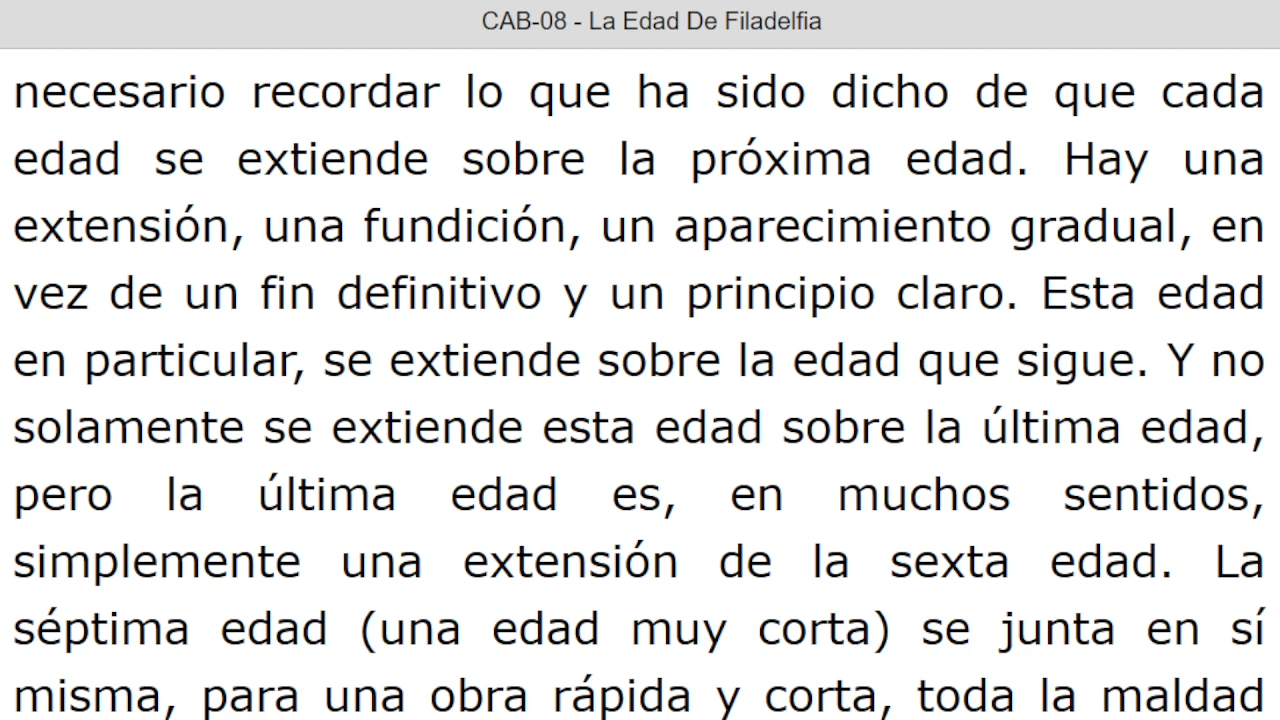 CAB-08 - La Edad De Filadelfia
necesario recordar lo que ha sido dicho de que cada
edad se extiende sobre la próxima edad. Hay una
extensión, una fundición, un aparecimiento gradual, en
vez de un fin definitivo y un principio claro. Esta edad
en particular, se extiende sobre la edad que sigue. Y no
solamente se extiende esta edad sobre la última edad,
pero la última edad es, en muchos sentidos,
simplemente una extensión de la sexta edad. La
séptima edad (una edad muy corta) se junta en sí
misma, para una obra rápida y corta, toda la maldad